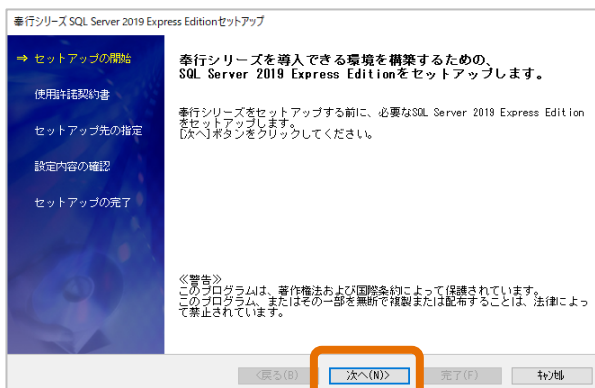 奉行シリーズ SQL Server 2019 Express Editionセットアップ
⇒ セットアップの開始
使用許諾契約書
セットアップ先の指定
設定内容の確認
セットアップの完了
奉行シリーズを導入できる環境を構築するための、
SQL Server 2019 Express Editionをセットアップします。
奉行シリーズをセットアップする前に、必要なSQL Server 2019 Express Edition
をセットアップします。
[次へ]ボタンをクリックしてください。
≪警告≫
このプログラムは、著作権法および国際条約によって保護されています。
このプログラム、またはその一部を無断で複製または配布することは、法律によっ
て禁止されています。
<戻る(B)
次へ(N)>
完了(F)
ｷｬﾝｾﾙ